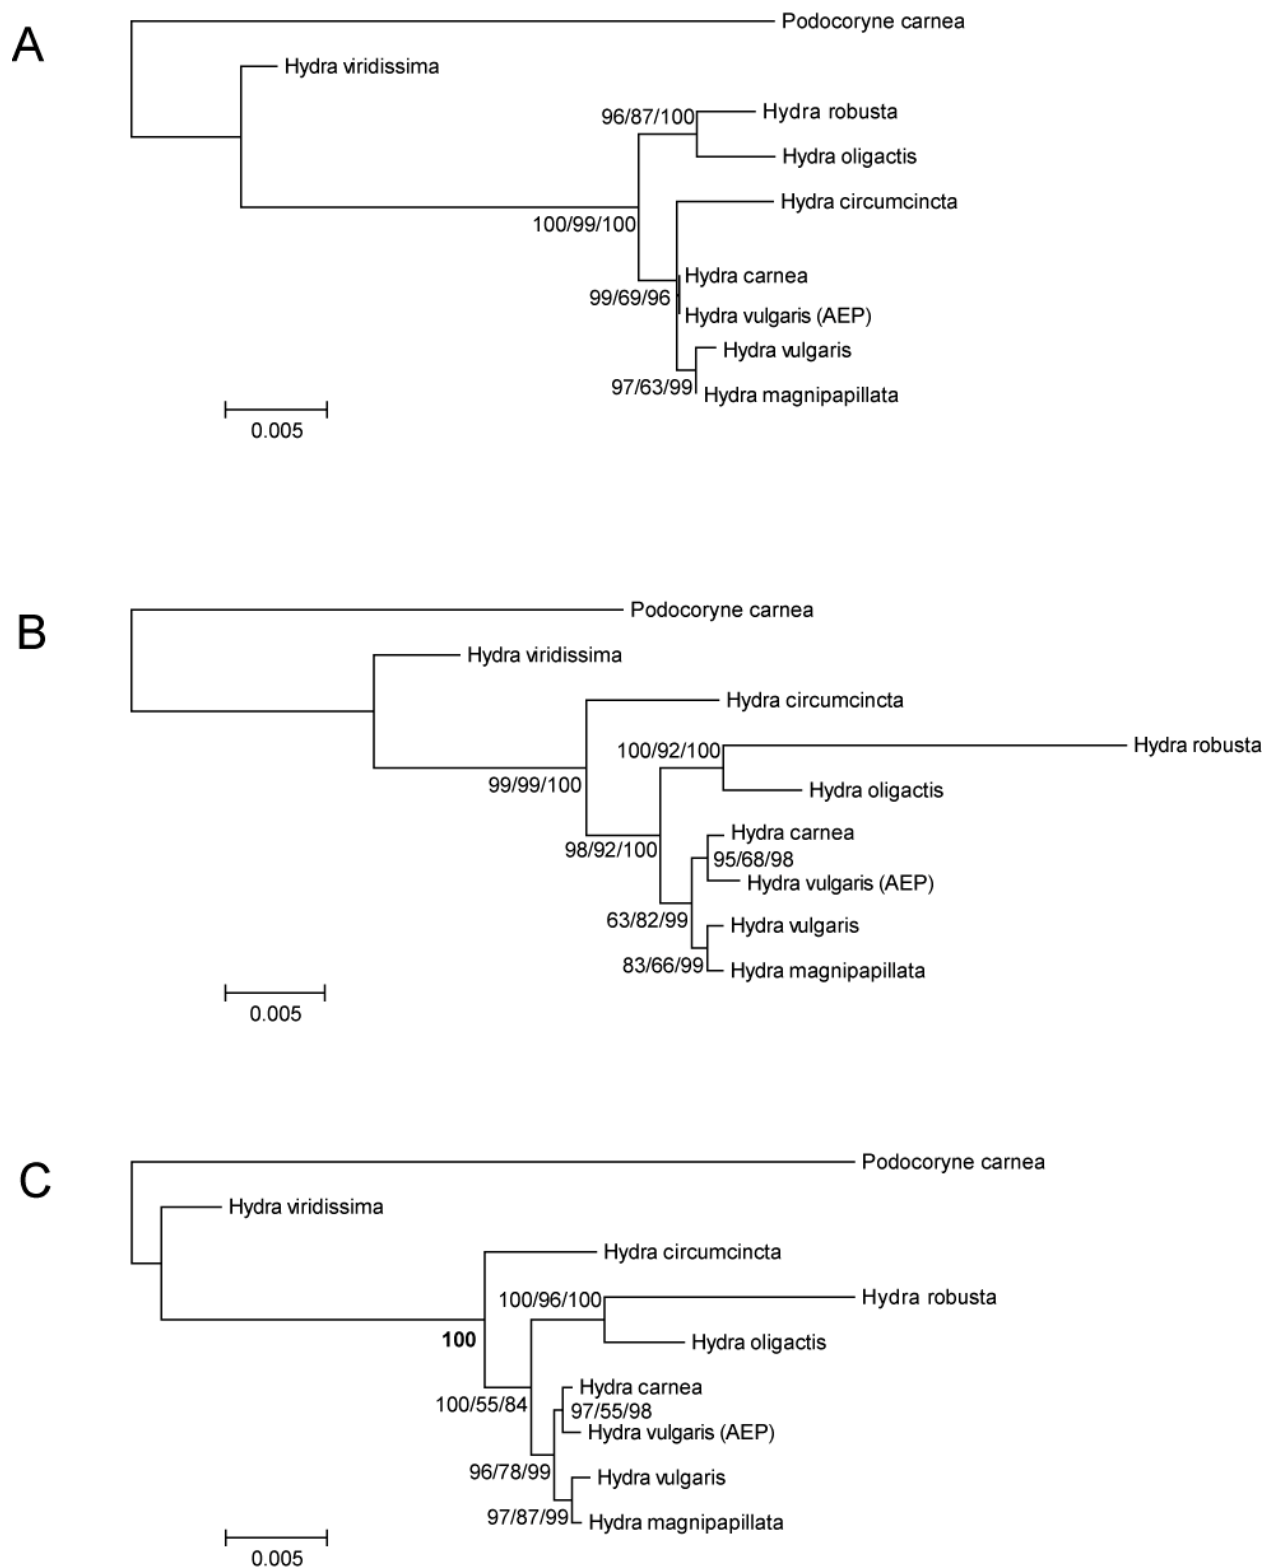 A
Podocoryne carnea
Hydra viridissima
96/87/100
Hydra robusta
Hydra oligactis
Hydra circumcincta
100/99/100
Hydra carnea
99/69/96
Hydra vulgaris (AEP)
Hydra vulgaris
97/63/99
Hydra magnipapillata
0.005
B
Podocoryne carnea
Hydra viridissima
Hydra circumcincta
100/92/100
Hydra robusta
99/99/100
Hydra oligactis
Hydra carnea
98/92/100
95/68/98
Hydra vulgaris (AEP)
63/82/99
Hydra vulgaris
83/66/99
Hydra magnipapillata
0.005
C
Podocoryne carnea
Hydra viridissima
Hydra circumcincta
100/96/100
Hydra robusta
100
Hydra oligactis
Hydra carnea
100/55/84
97/55/98
Hydra vulgaris (AEP)
96/78/99
Hydra vulgaris
97/87/99
Hydra magnipapillata
0.005